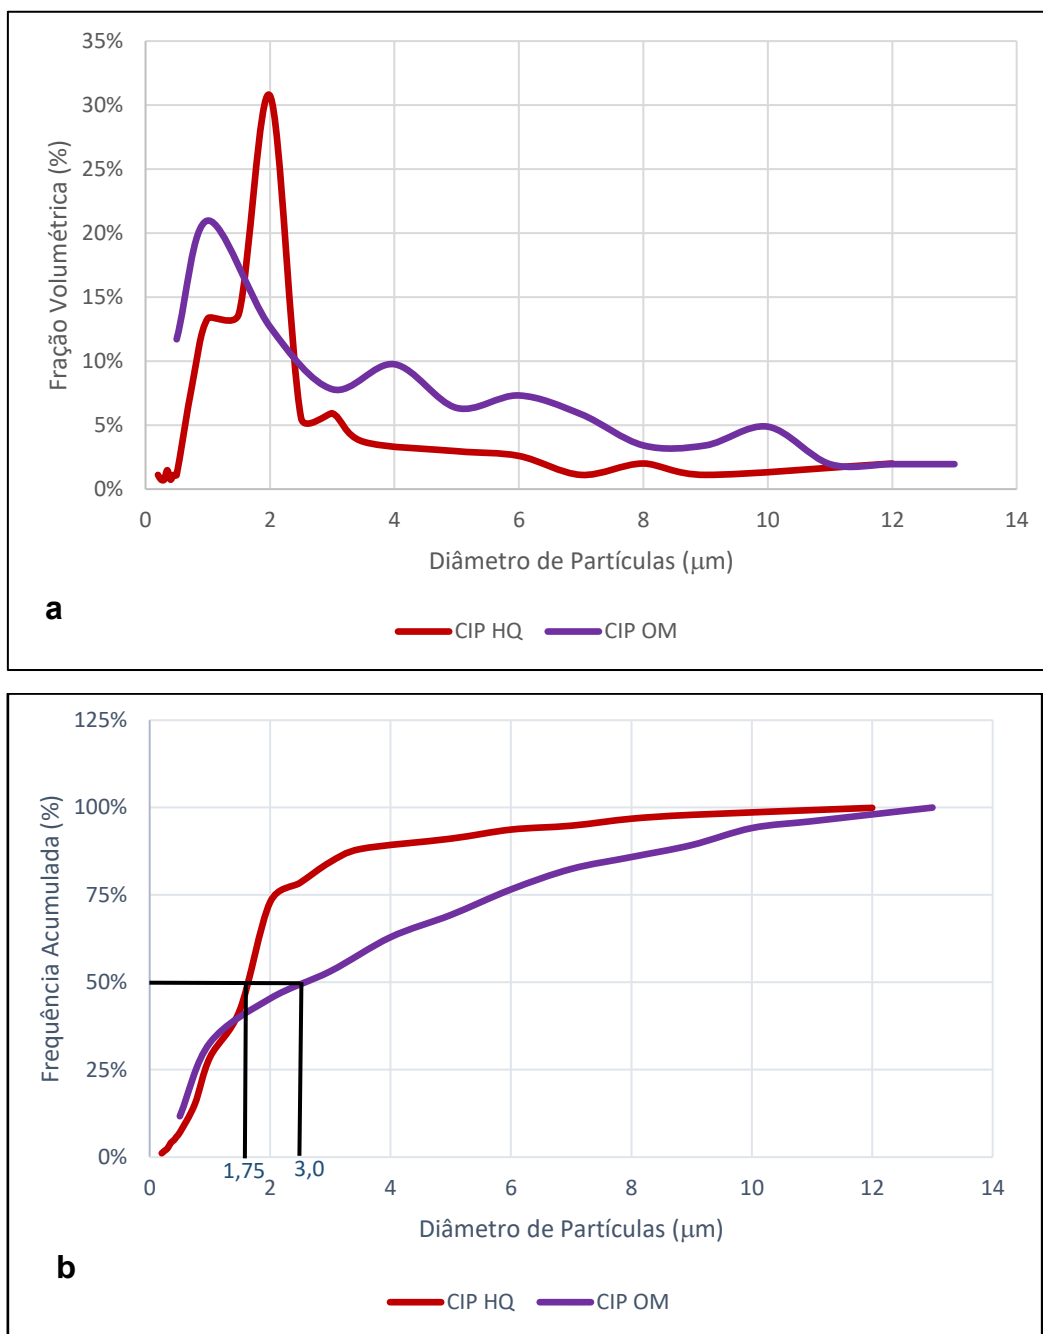 35%
30%
25%
20%
15%
10%
5%
0%
Fração Volumétrica (%)
0 2 4 6 8 10 12 14
Diâmetro de Partículas (μm)
a
CIP HQ CIP OM
125%
100%
75%
50%
25%
0%
Frequência Acumulada (%)
1,75 3,0
0 2 4 6 8 10 12 14
Diâmetro de Partículas (μm)
b
CIP HQ CIP OM